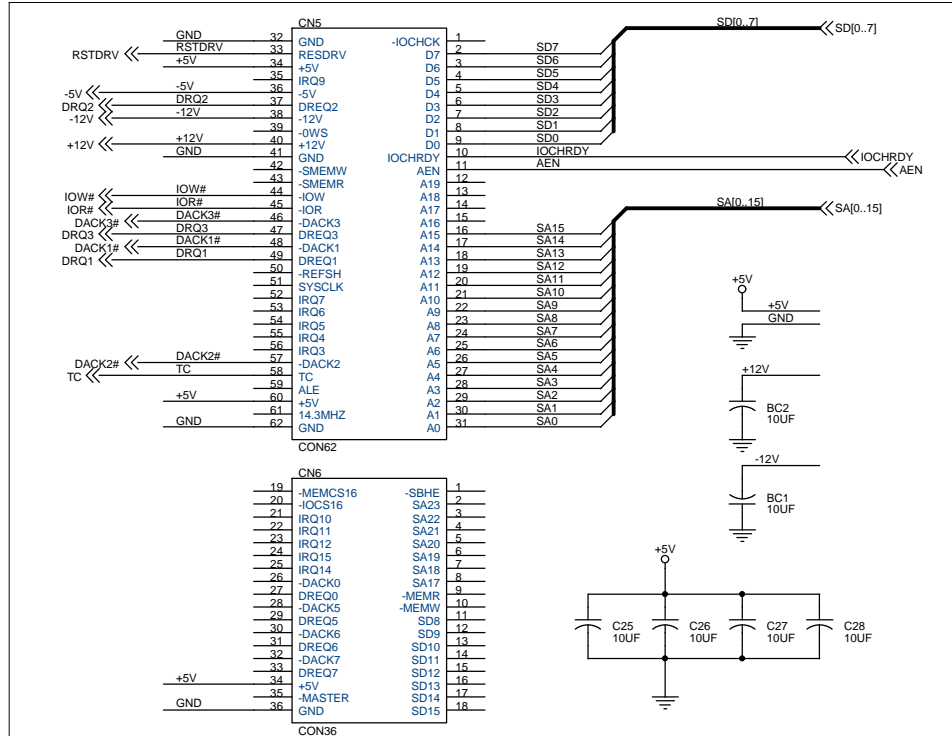 CN5
SD[0..7]
SD[0..7]
GND 32 GND -IOCHCK 1
RSTDRV RSTDRV 33 RESDRV D7 2 SD7
+5V 34 +5V D6 3 SD6
35 IRQ9 D5 4 SD5
-5V -5V 36 -5V D4 5 SD4
DRQ2 DRQ2 37 DREQ2 D3 6 SD3
-12V -12V 38 -12V D2 7 SD2
39 -0WS D1 8 SD1
+12V +12V 40 +12V D0 9 SD0
GND 41 GND IOCHRDY 10 IOCHRDY IOCHRDY
42 -SMEMW AEN 11 AEN AEN
43 -SMEMR A19 12
IOW# IOW# 44 -IOW A18 13
IOR# IOR# 45 -IOR A17 14
DACK3# DACK3# 46 -DACK3 A16 15 SA[0..15] SA[0..15]
DRQ3 DRQ3 47 DREQ3 A15 16 SA15
DACK1# DACK1# 48 -DACK1 A14 17 SA14
DRQ1 DRQ1 49 DREQ1 A13 18 SA13
50 -REFSH A12 19 SA12
51 SYSCLK A11 20 SA11
52 IRQ7 A10 21 SA10
53 IRQ6 A9 22 SA9
54 IRQ5 A8 23 SA8
55 IRQ4 A7 24 SA7
56 IRQ3 A6 25 SA6
DACK2# DACK2# 57 -DACK2 A5 26 SA5
TC TC 58 TC A4 27 SA4
59 ALE A3 28 SA3
+5V 60 +5V A2 29 SA2
61 14.3MHZ A1 30 SA1
GND 62 GND A0 31 SA0
CON62
+5V
+5V
GND
+12V
BC2
10UF
-12V
BC1
10UF
CN6
19 -MEMCS16 -SBHE 1
20 -IOCS16 SA23 2
21 IRQ10 SA22 3
22 IRQ11 SA21 4
23 IRQ12 SA20 5
24 IRQ15 SA19 6
25 IRQ14 SA18 7
26 -DACK0 SA17 8
27 DREQ0 -MEMR 9
28 -DACK5 -MEMW 10
29 DREQ5 SD8 11
30 -DACK6 SD9 12
31 DREQ6 SD10 13
32 -DACK7 SD11 14
33 DREQ7 SD12 15
+5V 34 +5V SD13 16
35 -MASTER SD14 17
GND 36 GND SD15 18
CON36
+5V
C25 C26 C27 C28
10UF 10UF 10UF 10UF